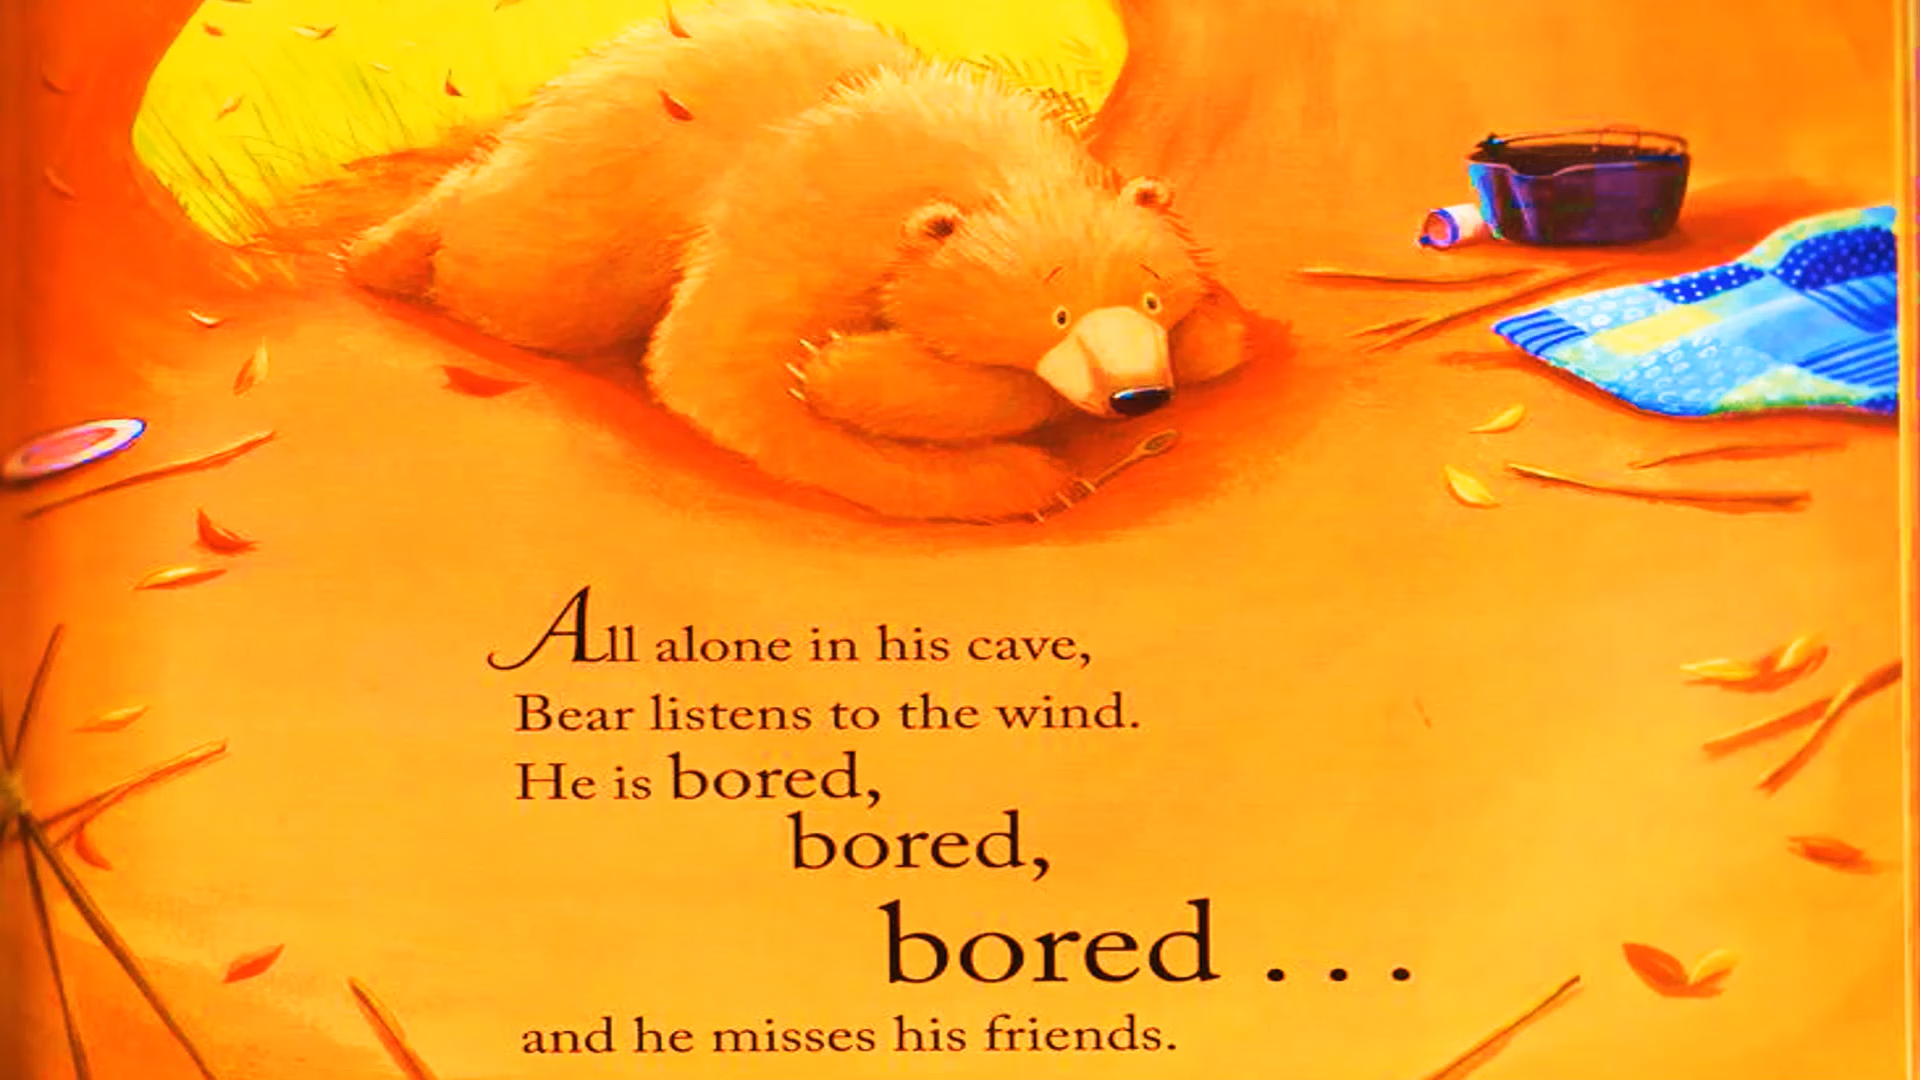 All alone in his cave,
Bear listens to the wind.
He is bored,
bored,
bored . . .
and he misses his friends.